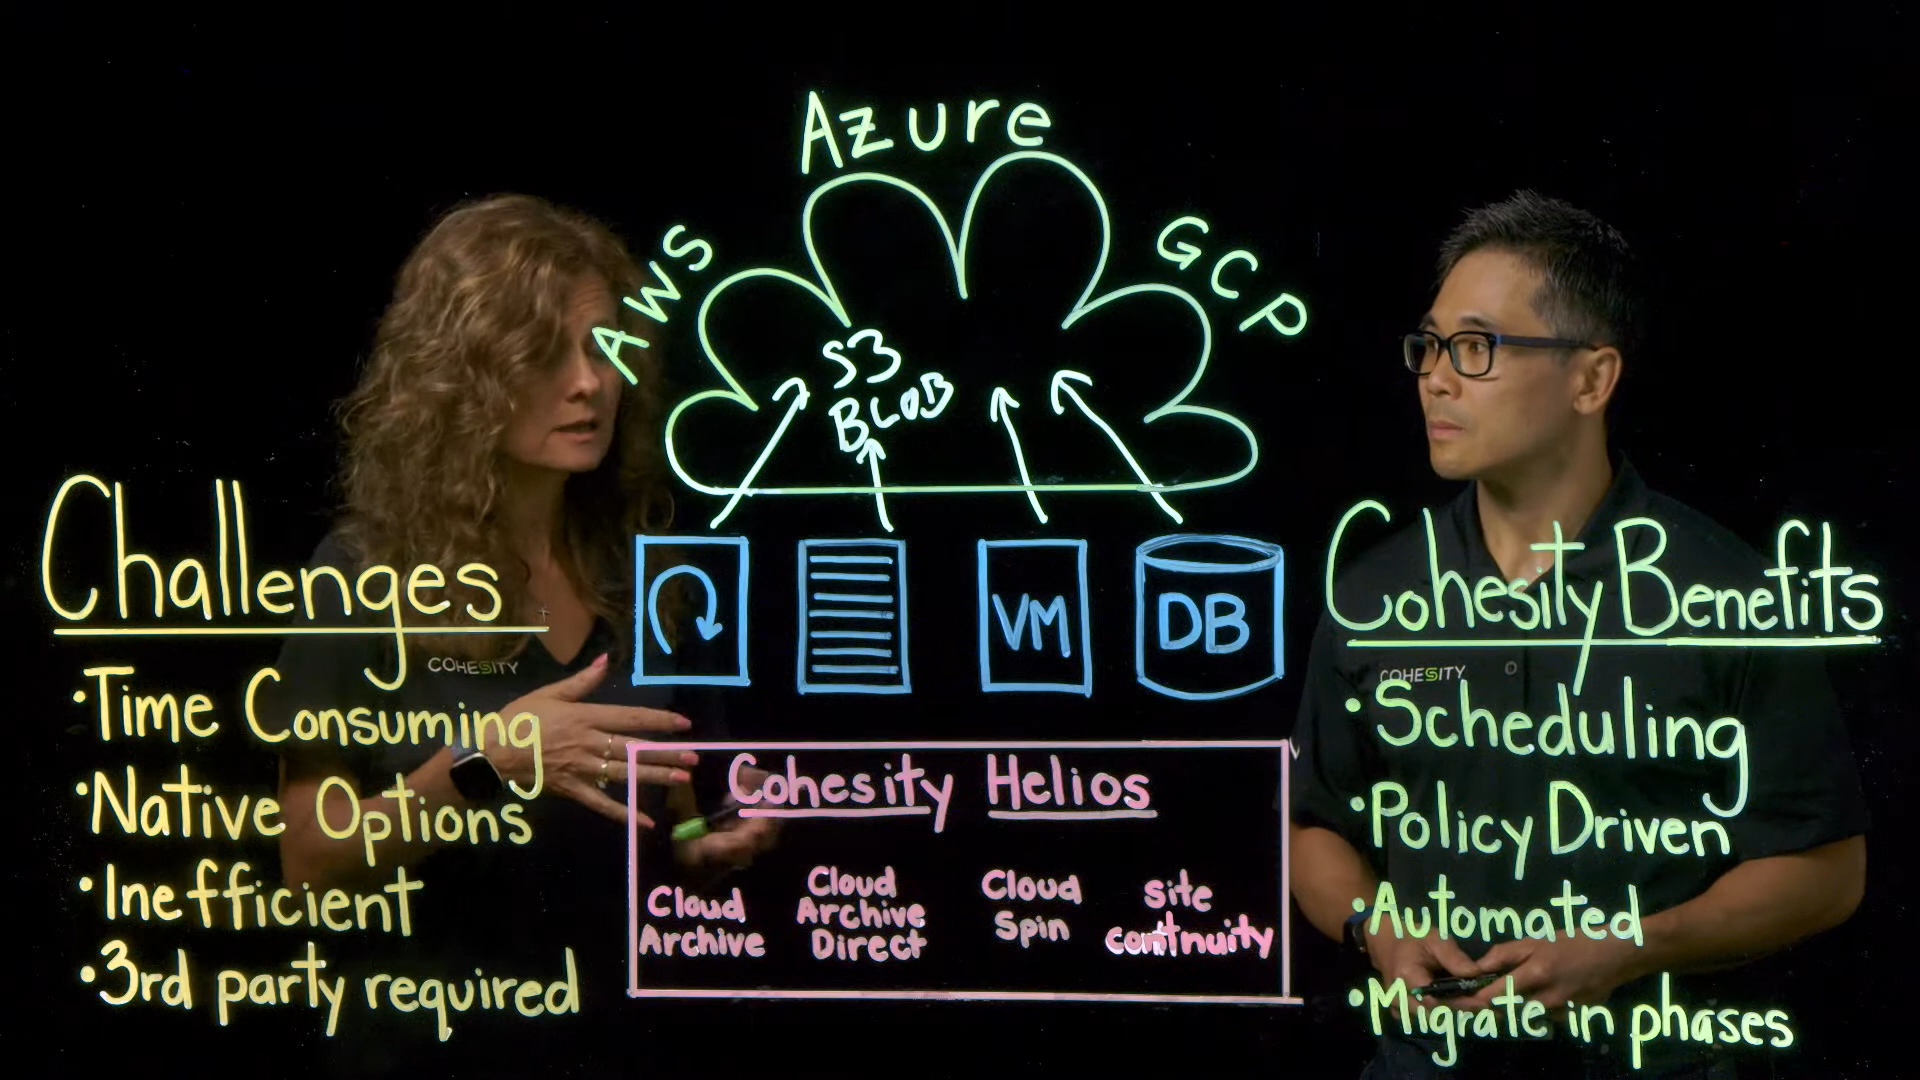 Azure
AWS
GCP
S3
BLOB
Challenges
• Time Consuming
• Native Options
• Inefficient
• 3rd party required
COHESITY
VM
DB
Cohesity Helios
Cloud
Archive
Cloud
Archive
Direct
Cloud
Spin
Site
continuity
Cohesity Benefits
COHESITY
• Scheduling
• Policy Driven
• Automated
• Migrate in phases